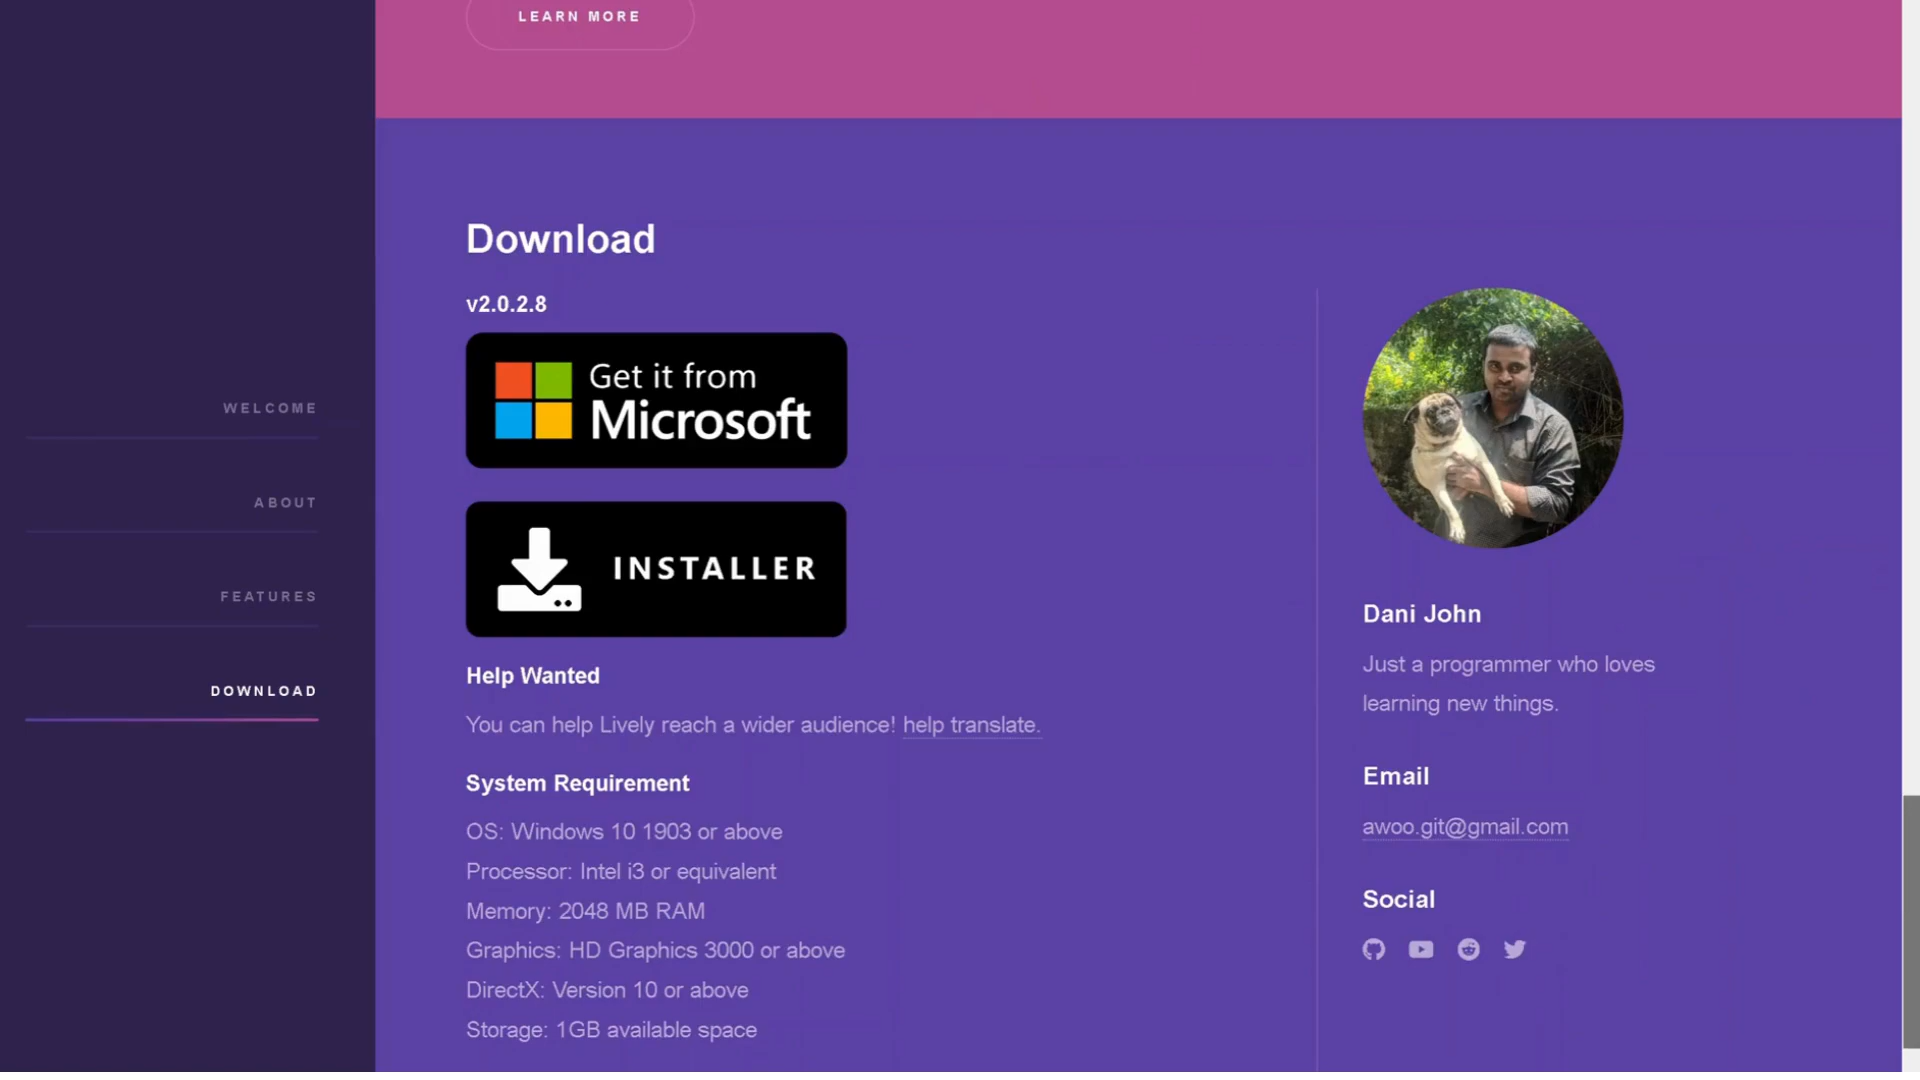 LEARN MORE
WELCOME
ABOUT
FEATURES
DOWNLOAD
Download
v2.0.2.8
Get it from
Microsoft
INSTALLER
Help Wanted
You can help Lively reach a wider audience! help translate.
System Requirement
OS: Windows 10 1903 or above
Processor: Intel i3 or equivalent
Memory: 2048 MB RAM
Graphics: HD Graphics 3000 or above
DirectX: Version 10 or above
Storage: 1GB available space
Dani John
Just a programmer who loves
learning new things.
Email
awoo.git@gmail.com
Social